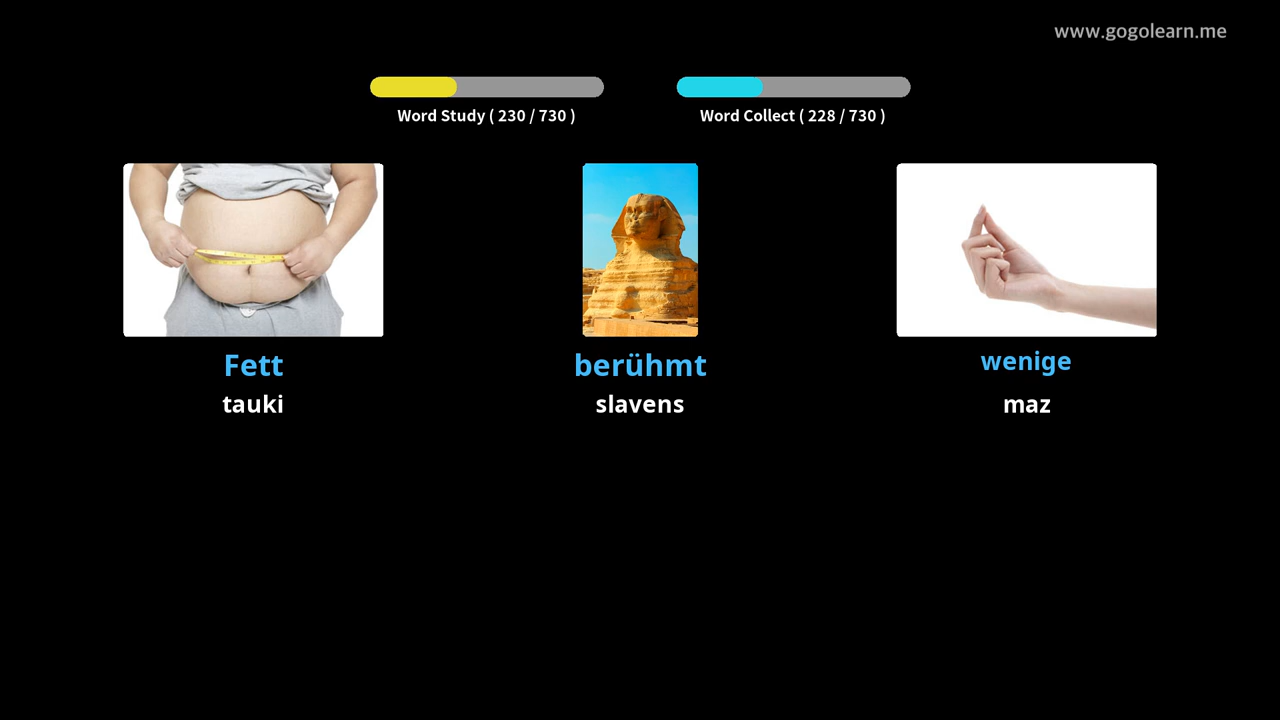 www.gogolearn.me
Word Study ( 230 / 730 )
Word Collect ( 228 / 730 )
Fett
berühmt
wenige
tauki
slavens
maz